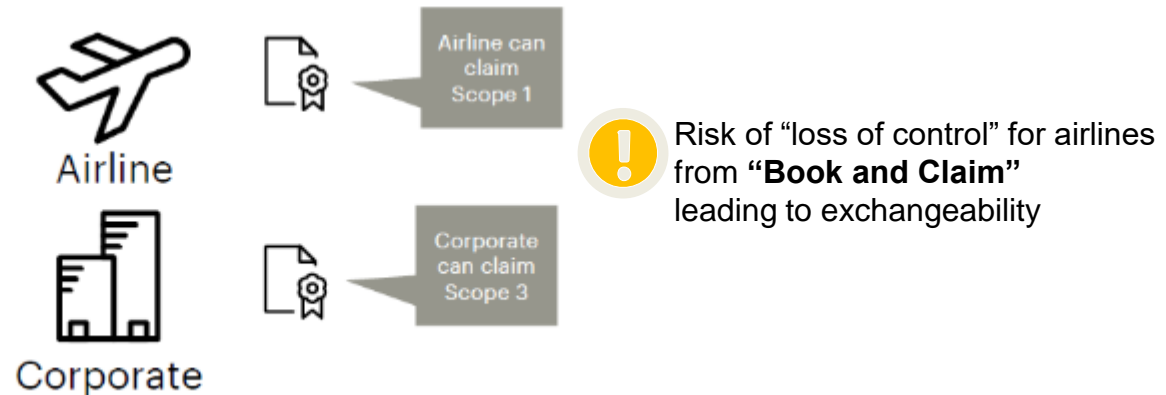 Airline can
claim
Scope 1
Airline
Risk of “loss of control” for airlines
from “Book and Claim”
leading to exchangeability
Corporate
can claim
Scope 3
Corporate